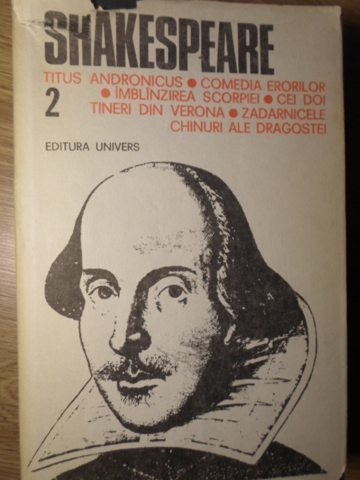 SHAKESPEARE
TITUS ANDRONICUS ● COMEDIA ERORILOR
● ÎMBLÎNZIREA SCORPIEI ● CEI DOI
TINERI DIN VERONA ● ZADARNICELE
CHINURI ALE DRAGOSTEI
2
EDITURA UNIVERS